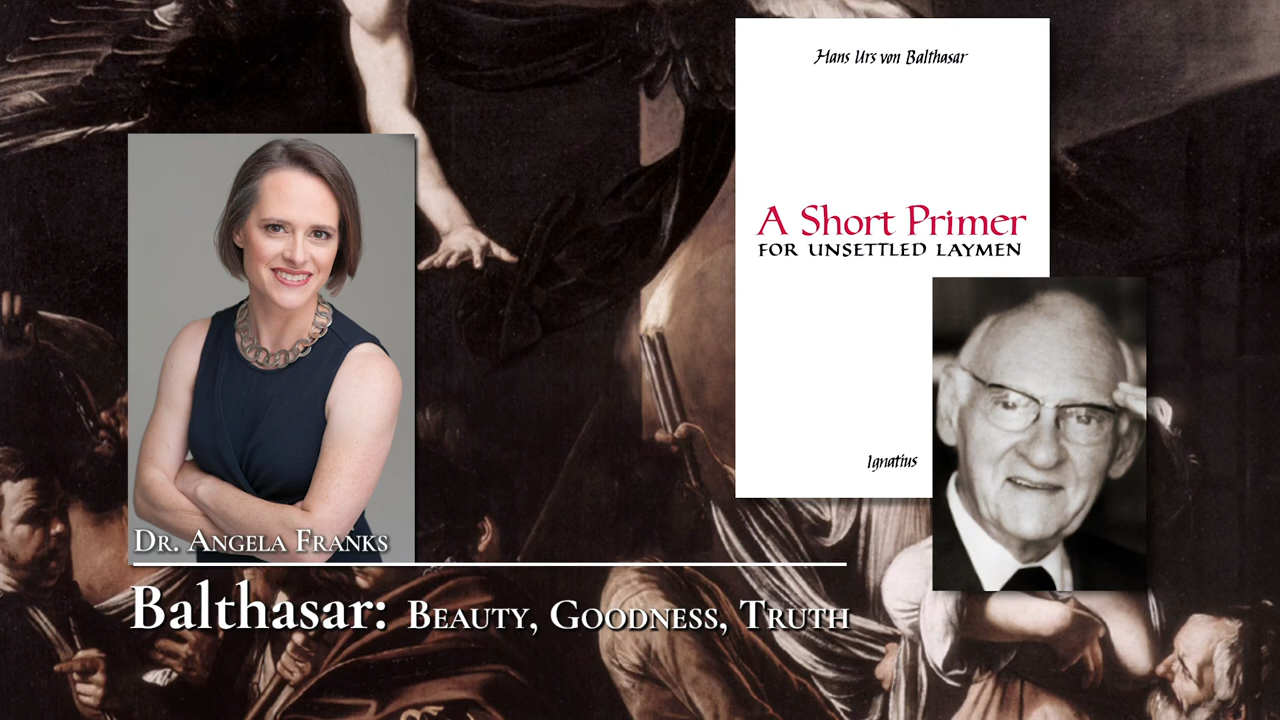 Hans Urs von Balthasar
A Short Primer
FOR UNSETTLED LAYMEN
Ignatius
Dr. Angela Franks
Balthasar: Beauty, Goodness, Truth